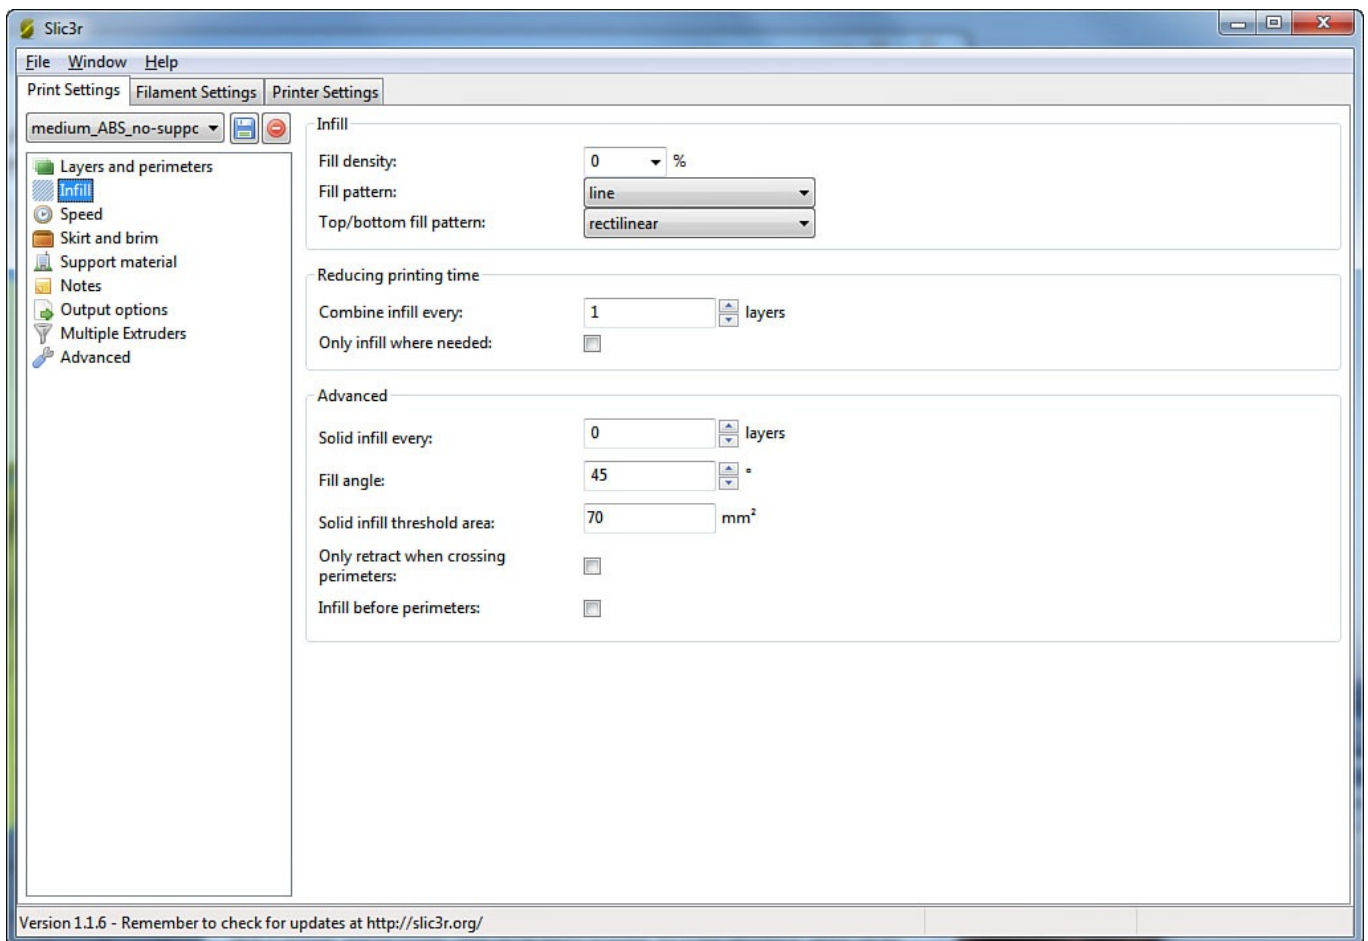 Slic3r
File Window Help
Print Settings Filament Settings Printer Settings
medium_ABS_no-suppc
Layers and perimeters
Infill
Speed
Skirt and brim
Support material
Notes
Output options
Multiple Extruders
Advanced
Infill
Fill density: 0 %
Fill pattern: line
Top/bottom fill pattern: rectilinear
Reducing printing time
Combine infill every: 1 layers
Only infill where needed:
Advanced
Solid infill every: 0 layers
Fill angle: 45 °
Solid infill threshold area: 70 mm²
Only retract when crossing
perimeters:
Infill before perimeters:
Version 1.1.6 - Remember to check for updates at http://slic3r.org/